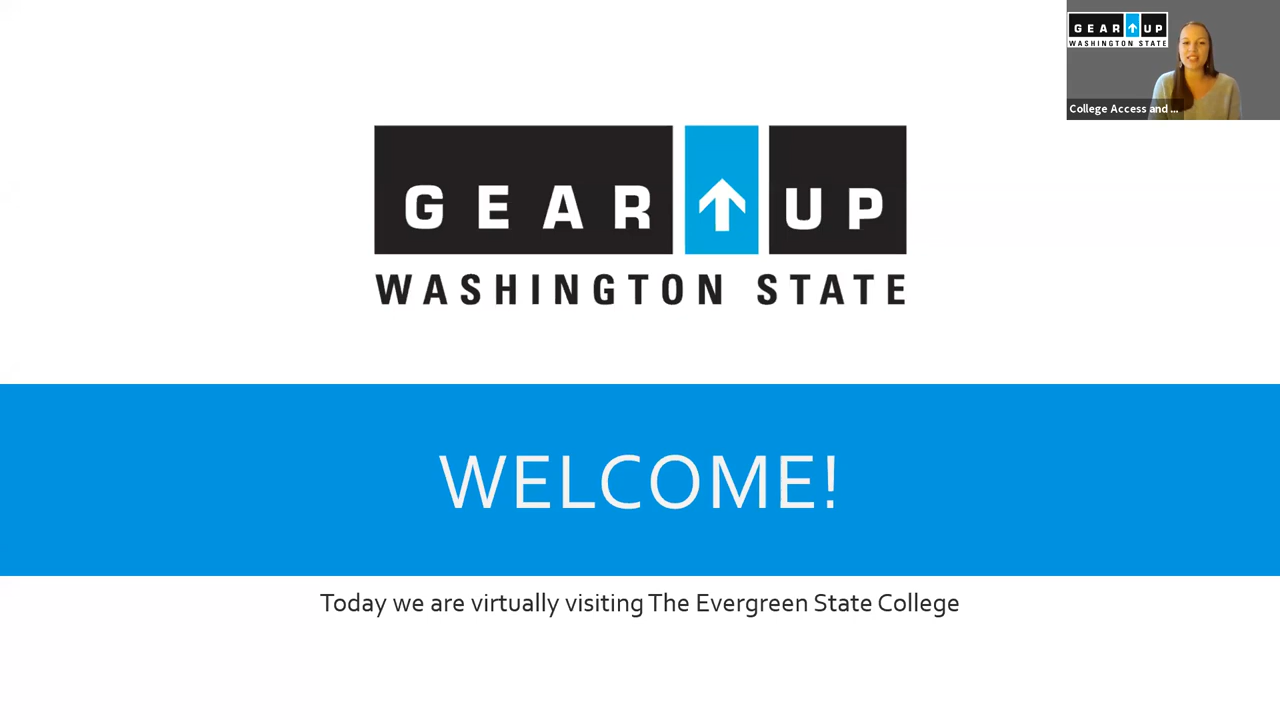 GEAR UP
WASHINGTON STATE
College Access and ...
GEAR UP
WASHINGTON STATE
WELCOME!
Today we are virtually visiting The Evergreen State College